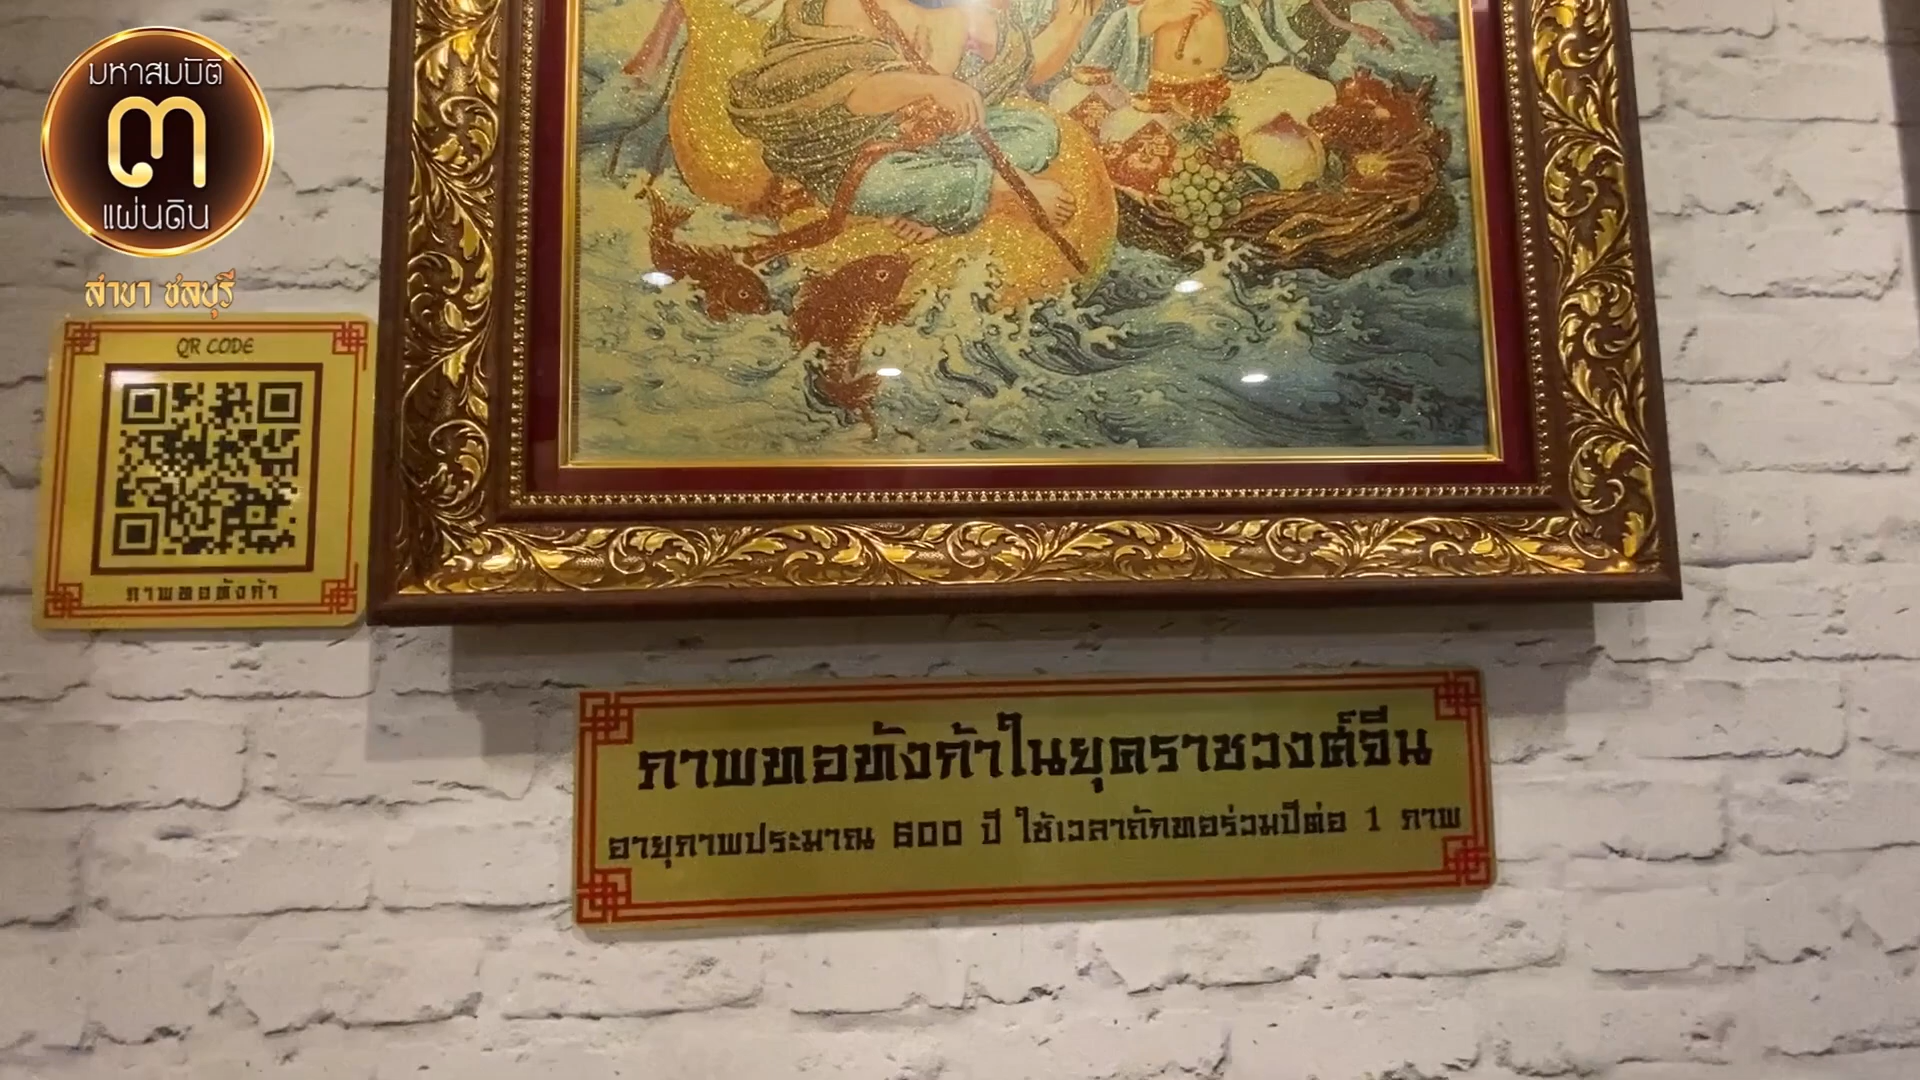 มหาสมบัติ
๓
แผ่นดิน
สาขา ชลบุรี
QR CODE
ภาพทอทังก้า
ภาพทอทังก้าในยุคราชวงศ์จีน
อายุภาพประมาณ 600 ปี ใช้เวลาถักทอร่วมปีต่อ 1 ภาพ